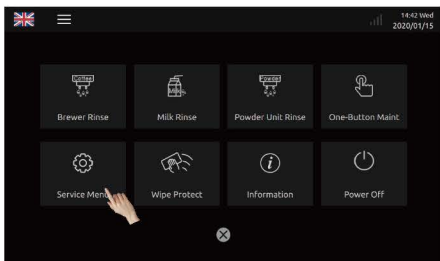 14:42 Wed
2020/01/15
Coffee
Milk
Powder
Brewer Rinse
Milk Rinse
Powder Unit Rinse
One-Button Maint
Service Menu
Wipe Protect
Information
Power Off